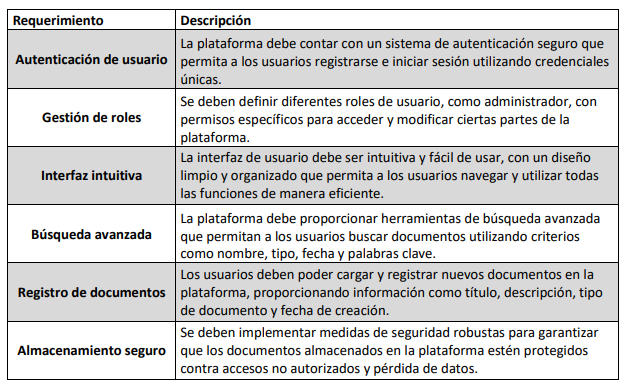 Requerimiento Descripción
Autenticación de usuario
La plataforma debe contar con un sistema de autenticación seguro que
permita a los usuarios registrarse e iniciar sesión utilizando credenciales
únicas.
Gestión de roles
Se deben definir diferentes roles de usuario, como administrador, con
permisos específicos para acceder y modificar ciertas partes de la
plataforma.
Interfaz intuitiva
La interfaz de usuario debe ser intuitiva y fácil de usar, con un diseño
limpio y organizado que permita a los usuarios navegar y utilizar todas
las funciones de manera eficiente.
Búsqueda avanzada
La plataforma debe proporcionar herramientas de búsqueda avanzada
que permitan a los usuarios buscar documentos utilizando criterios
como nombre, tipo, fecha y palabras clave.
Registro de documentos
Los usuarios deben poder cargar y registrar nuevos documentos en la
plataforma, proporcionando información como título, descripción, tipo
de documento y fecha de creación.
Almacenamiento seguro
Se deben implementar medidas de seguridad robustas para garantizar
que los documentos almacenados en la plataforma estén protegidos
contra accesos no autorizados y pérdida de datos.